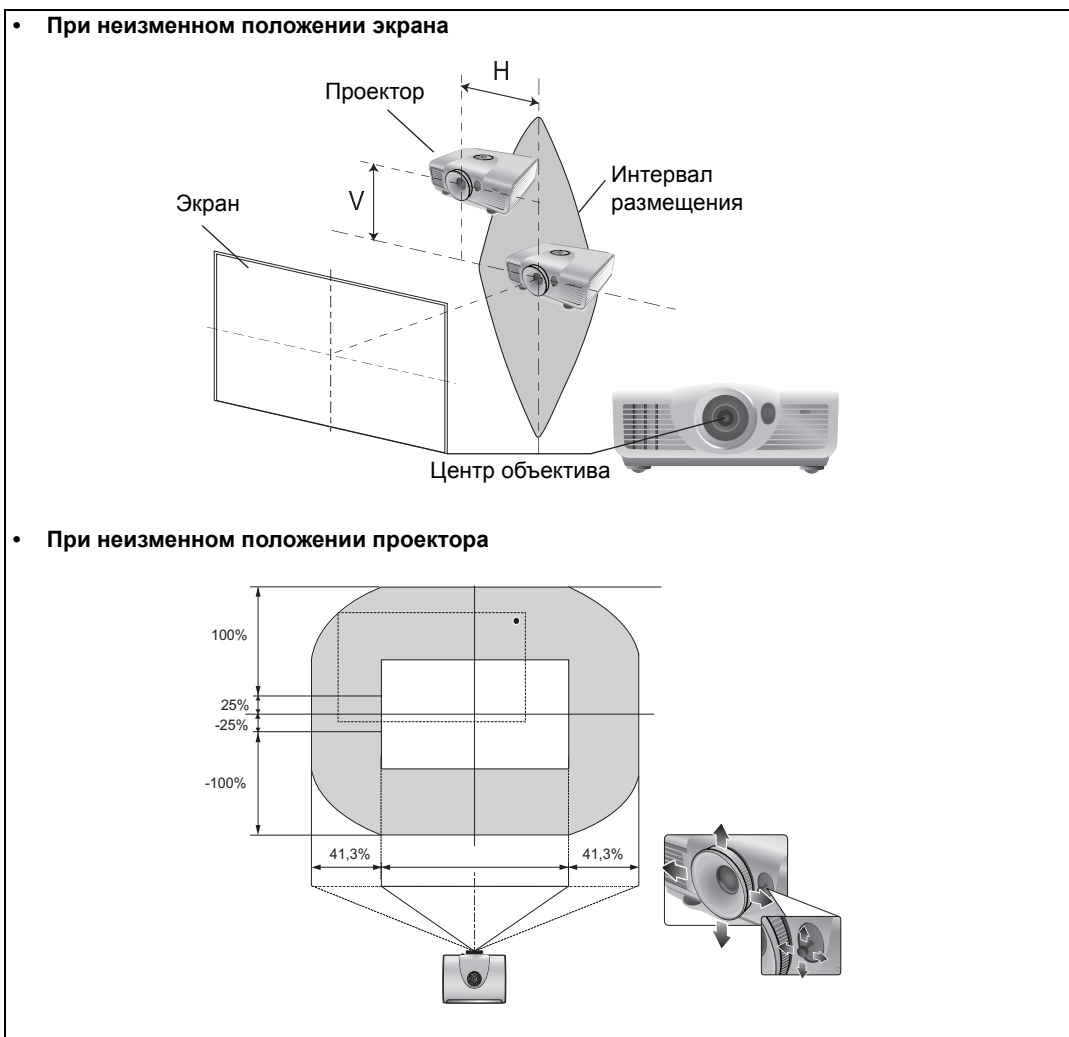 • При неизменном положении экрана
H
Проектор
Интервал
размещения
V
Экран
Центр объектива
• При неизменном положении проектора
100%
25%
-25%
-100%
41,3%
41,3%